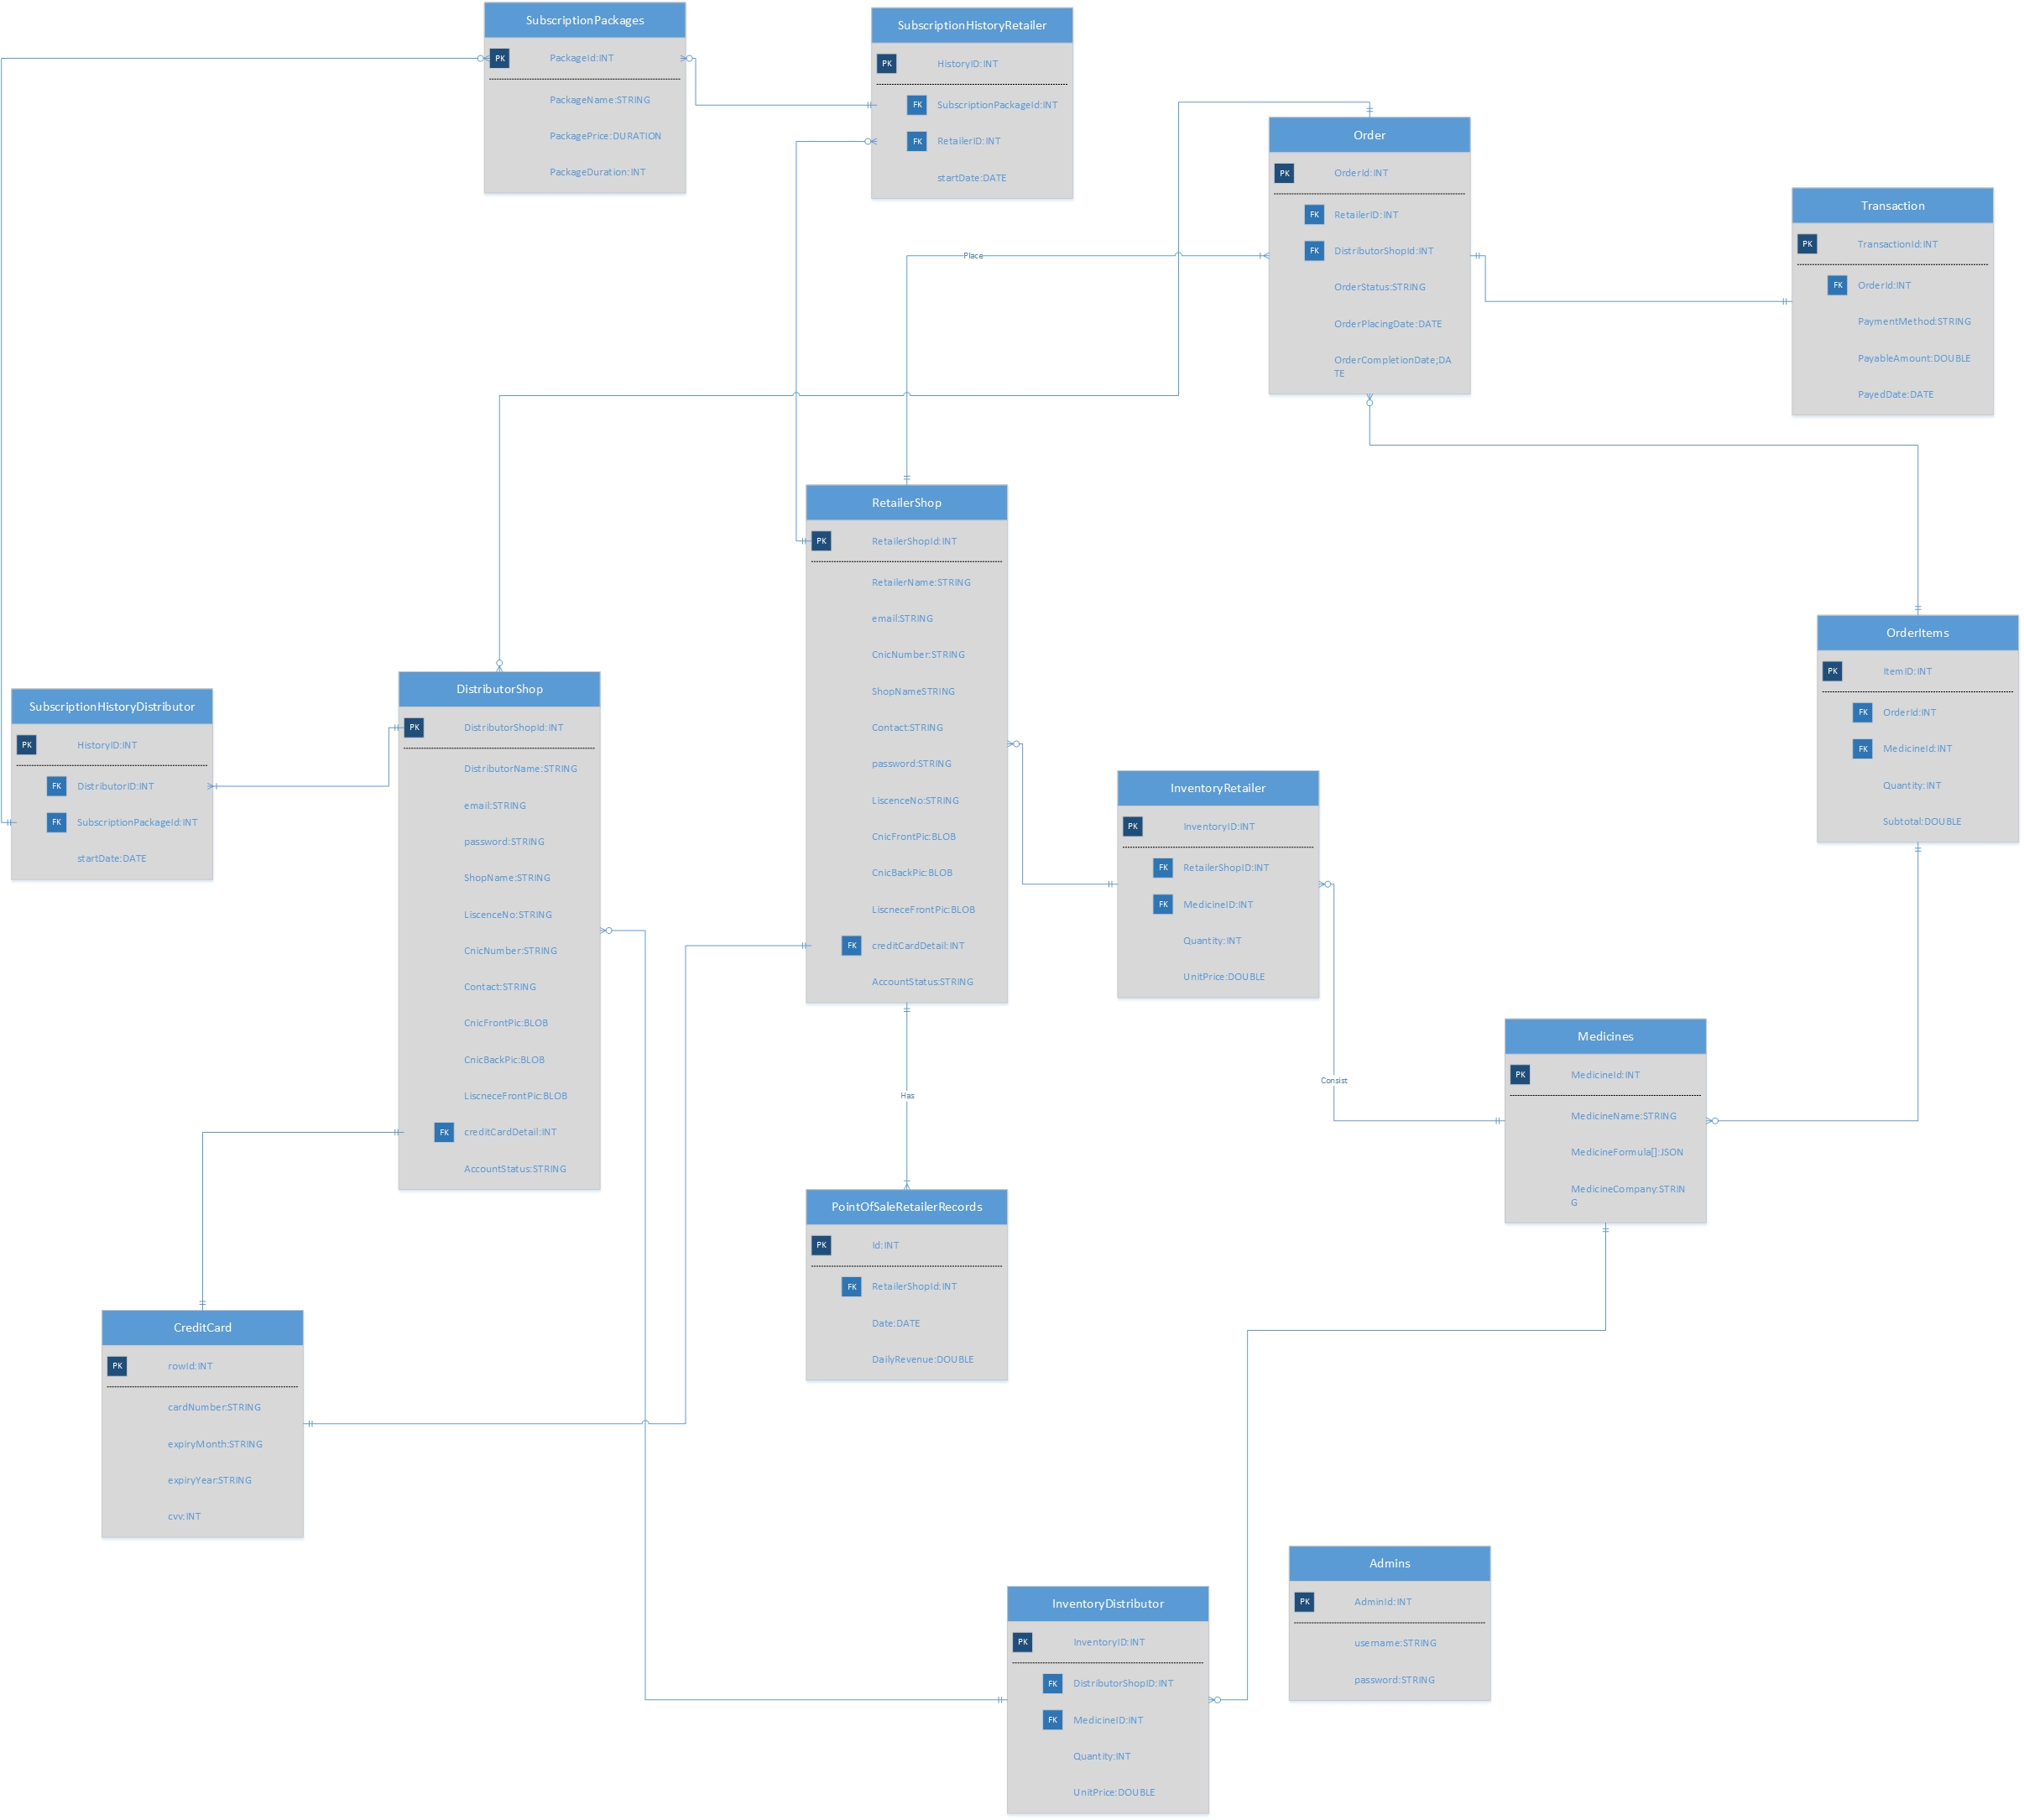 SubscriptionPackages
PK PackageId:INT
PackageName:STRING
PackagePrice:DURATION
PackageDuration:INT
SubscriptionHistoryRetailer
PK HistoryID:INT
FK SubscriptionPackageId:INT
FK RetailerID:INT
startDate:DATE
Order
PK OrderId:INT
FK RetailerID:INT
FK DistributorShopId:INT
OrderStatus:STRING
OrderPlacingDate:DATE
OrderCompletionDate;DA
TE
Transaction
PK TransactionId:INT
FK OrderId:INT
PaymentMethod:STRING
PayableAmount:DOUBLE
PayedDate:DATE
Place
RetailerShop
PK RetailerShopId:INT
RetailerName:STRING
email:STRING
CnicNumber:STRING
ShopNameSTRING
Contact:STRING
password:STRING
LiscenceNo:STRING
CnicFrontPic:BLOB
CnicBackPic:BLOB
LiscneceFrontPic:BLOB
FK creditCardDetail:INT
AccountStatus:STRING
OrderItems
PK ItemID:INT
FK OrderId:INT
FK MedicineId:INT
Quantity:INT
Subtotal:DOUBLE
DistributorShop
PK DistributorShopId:INT
DistributorName:STRING
email:STRING
password:STRING
ShopName:STRING
LiscenceNo:STRING
CnicNumber:STRING
Contact:STRING
CnicFrontPic:BLOB
CnicBackPic:BLOB
LiscneceFrontPic:BLOB
FK creditCardDetail:INT
AccountStatus:STRING
SubscriptionHistoryDistributor
PK HistoryID:INT
FK DistributorID:INT
FK SubscriptionPackageId:INT
startDate:DATE
InventoryRetailer
PK InventoryID:INT
FK RetailerShopID:INT
FK MedicineID:INT
Quantity:INT
UnitPrice:DOUBLE
Medicines
PK MedicineId:INT
MedicineName:STRING
MedicineFormula[]:JSON
MedicineCompany:STRIN
G
Consist
Has
PointOfSaleRetailerRecords
PK Id:INT
FK RetailerShopId:INT
Date:DATE
DailyRevenue:DOUBLE
CreditCard
PK rowId:INT
cardNumber:STRING
expiryMonth:STRING
expiryYear:STRING
cvv:INT
Admins
PK AdminId:INT
username:STRING
password:STRING
InventoryDistributor
PK InventoryID:INT
FK DistributorShopID:INT
FK MedicineID:INT
Quantity:INT
UnitPrice:DOUBLE